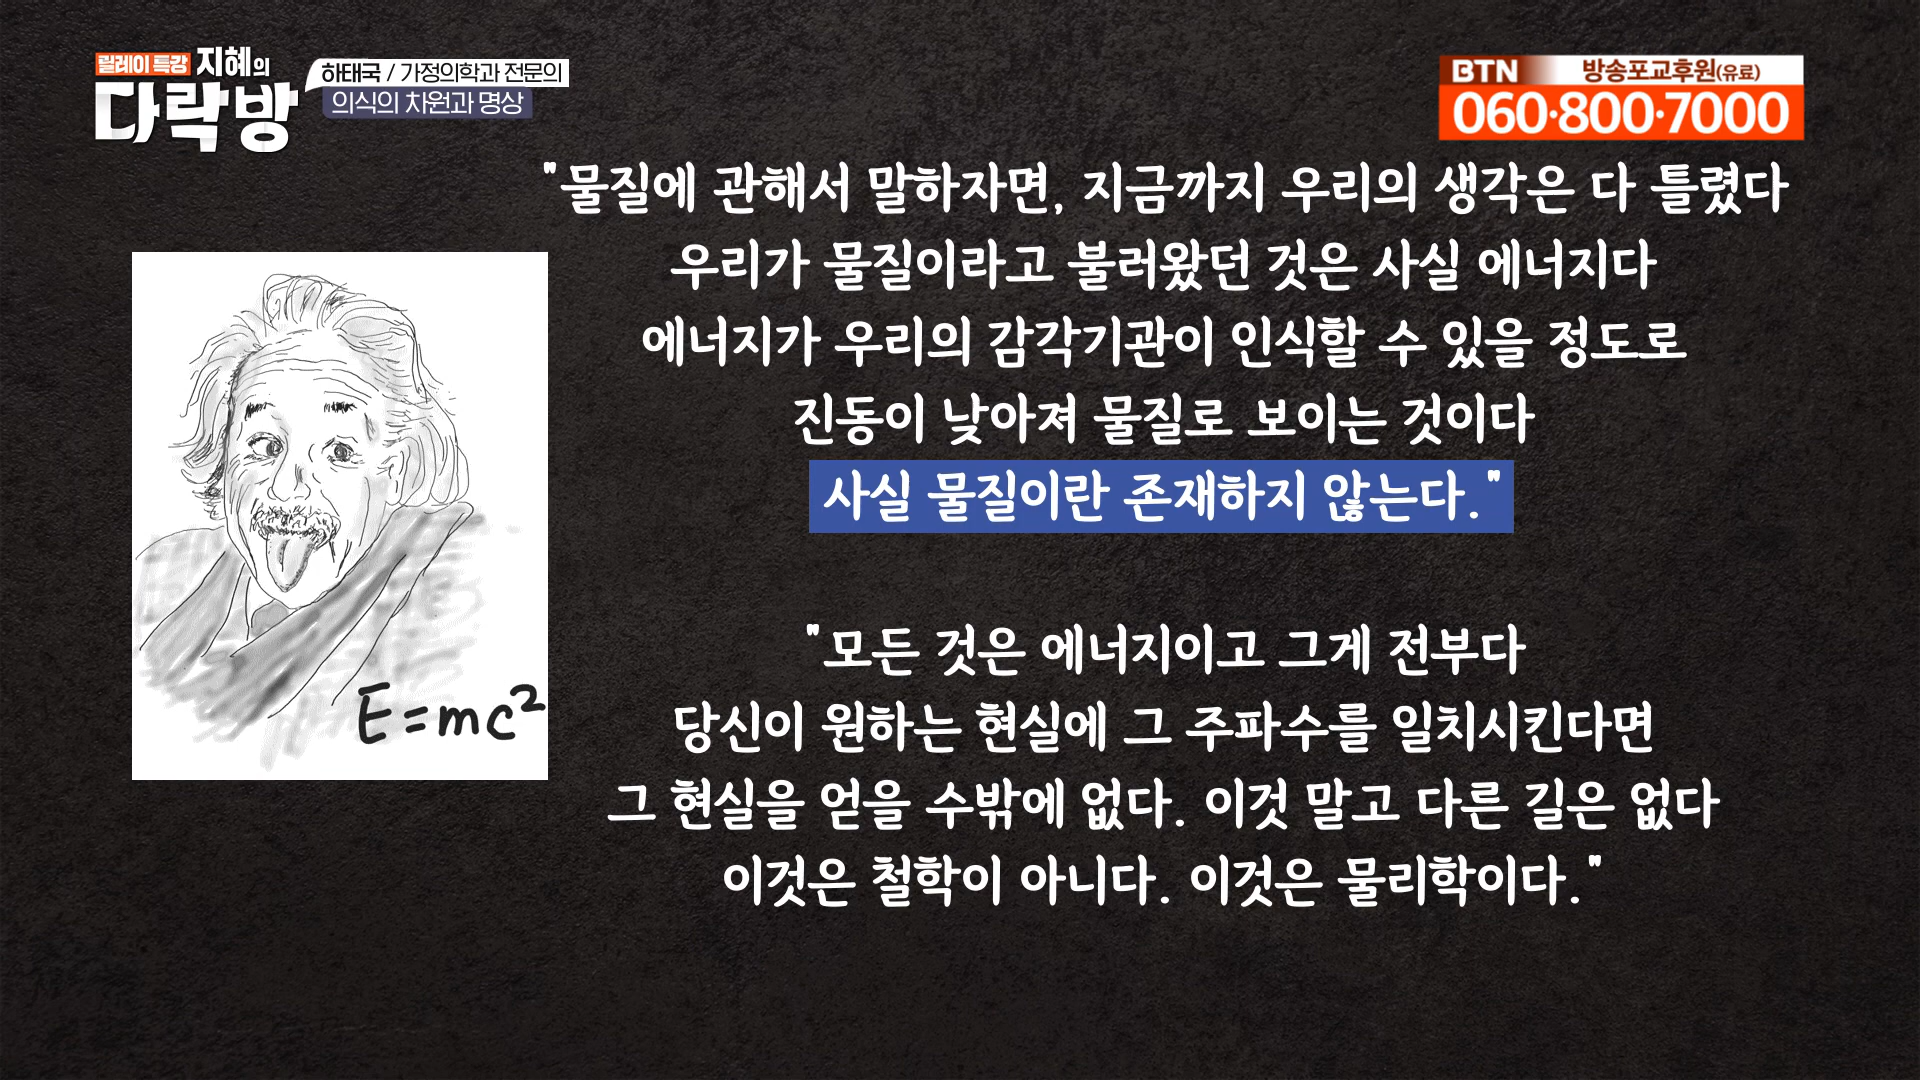 릴레이 특강 지혜의
다락방
하태국 / 가정의학과 전문의
의식의 차원과 명상
BTN 방송포교후원(유료)
060·800·7000
"물질에 관해서 말하자면, 지금까지 우리의 생각은 다 틀렸다
우리가 물질이라고 불러왔던 것은 사실 에너지다
에너지가 우리의 감각기관이 인식할 수 있을 정도로
진동이 낮아져 물질로 보이는 것이다
사실 물질이란 존재하지 않는다."
"모든 것은 에너지이고 그게 전부다
당신이 원하는 현실에 그 주파수를 일치시킨다면
그 현실을 얻을 수밖에 없다. 이것 말고 다른 길은 없다
이것은 철학이 아니다. 이것은 물리학이다."
E=mc²